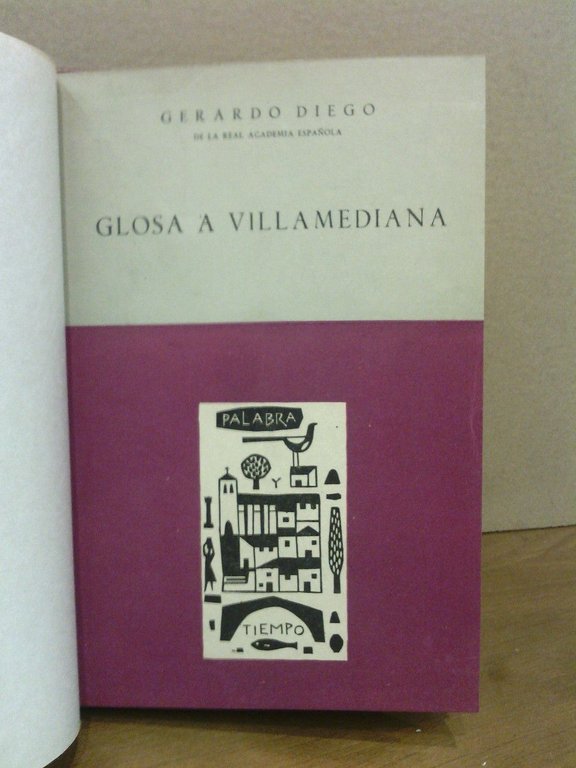 GERARDO DIEGO
DE LA REAL ACADEMIA ESPAÑOLA
GLOSA A VILLAMEDIANA
PALABRA
Y
TIEMPO